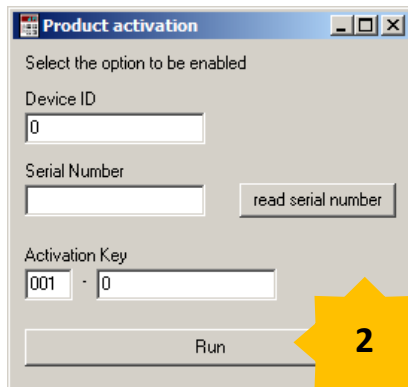 Product activation
Select the option to be enabled
Device ID
0
Serial Number
read serial number
Activation Key
001 - 0
Run
2